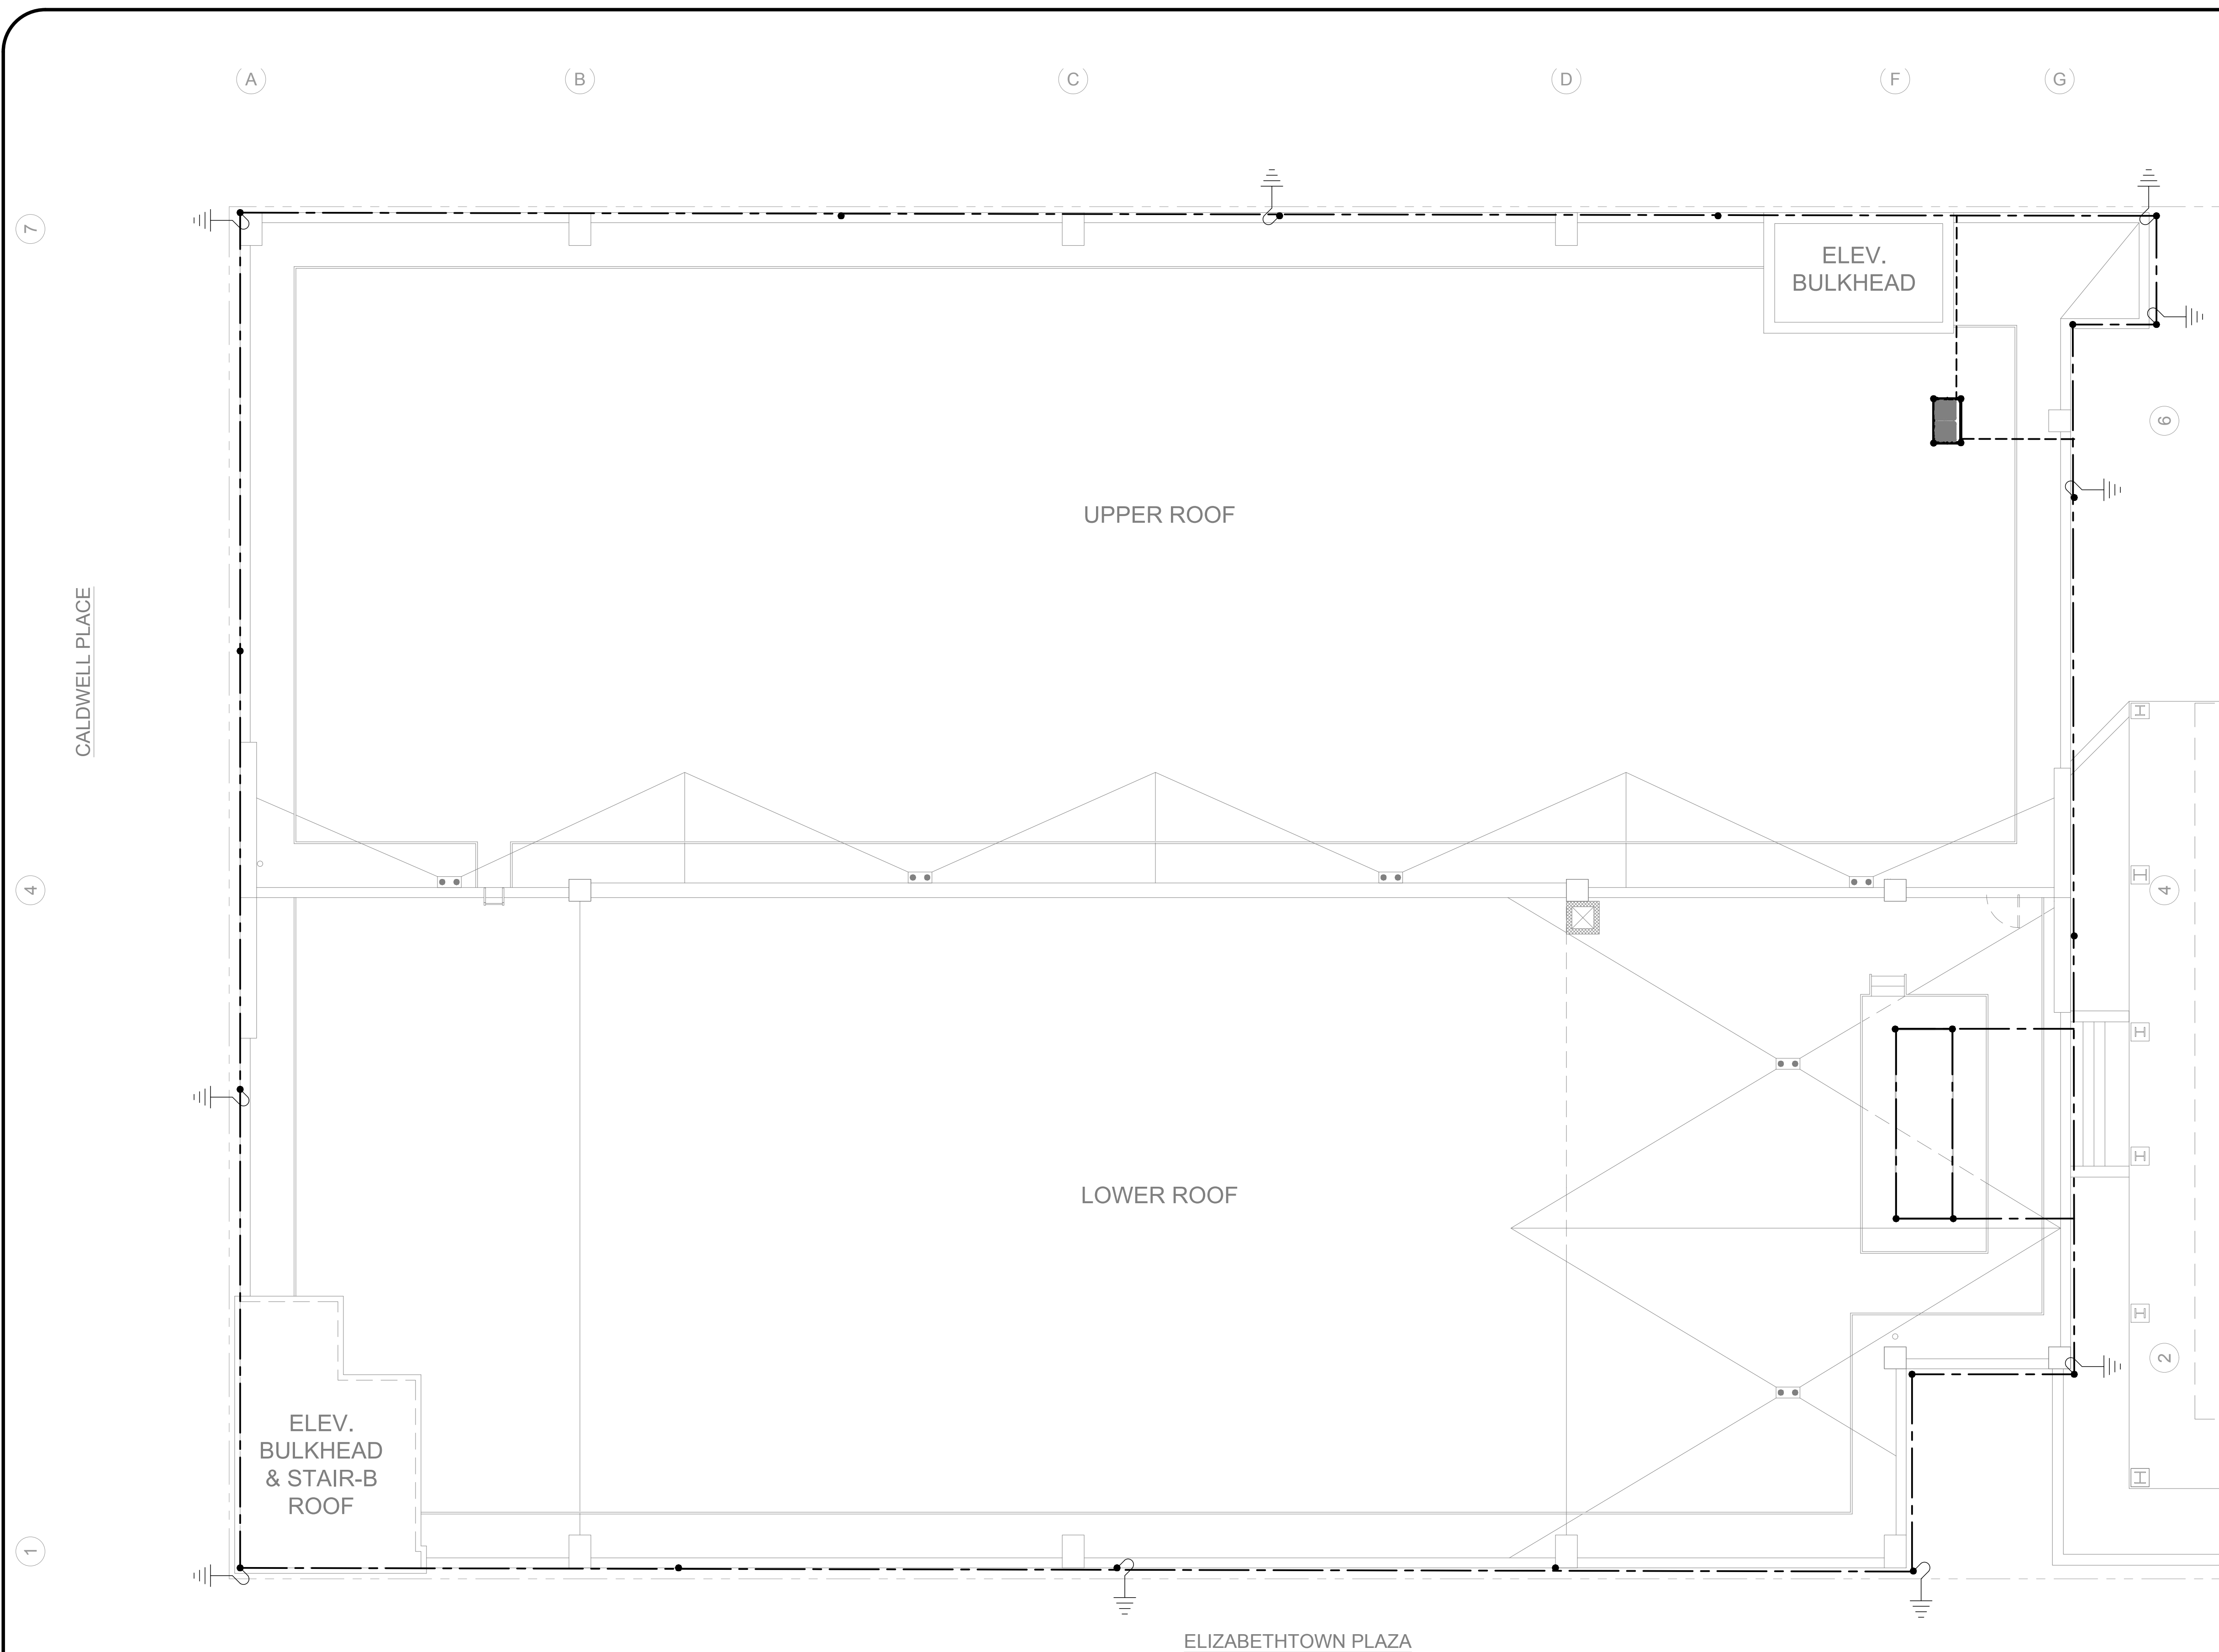 A
B
C
D
F
G
7
ELEV.
BULKHEAD
6
UPPER ROOF
CALDWELL PLACE
4
4
LOWER ROOF
2
ELEV.
BULKHEAD
& STAIR-B
ROOF
1
ELIZABETHTOWN PLAZA